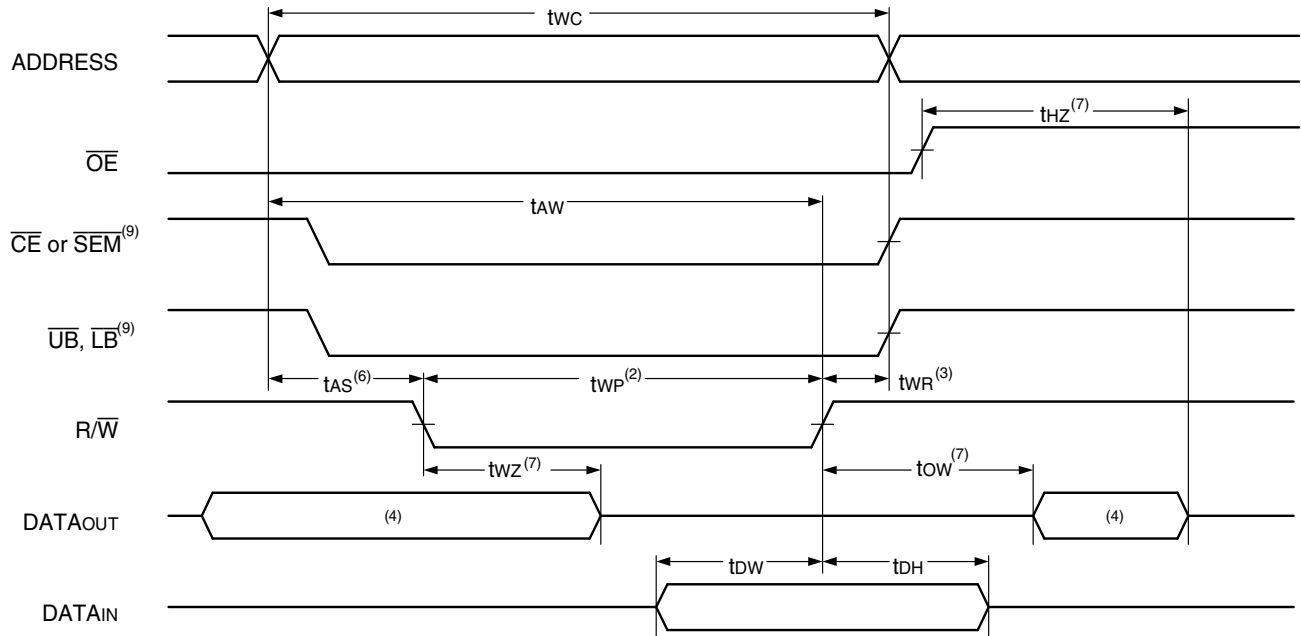 tWC
ADDRESS
tHZ(7)
OE
tAW
CE or SEM(9)
UB, LB(9)
tAS(6) tWP(2) tWR(3)
R/W
tWZ(7) tOW(7)
DATAOUT (4) (4)
tDW tDH
DATAIN